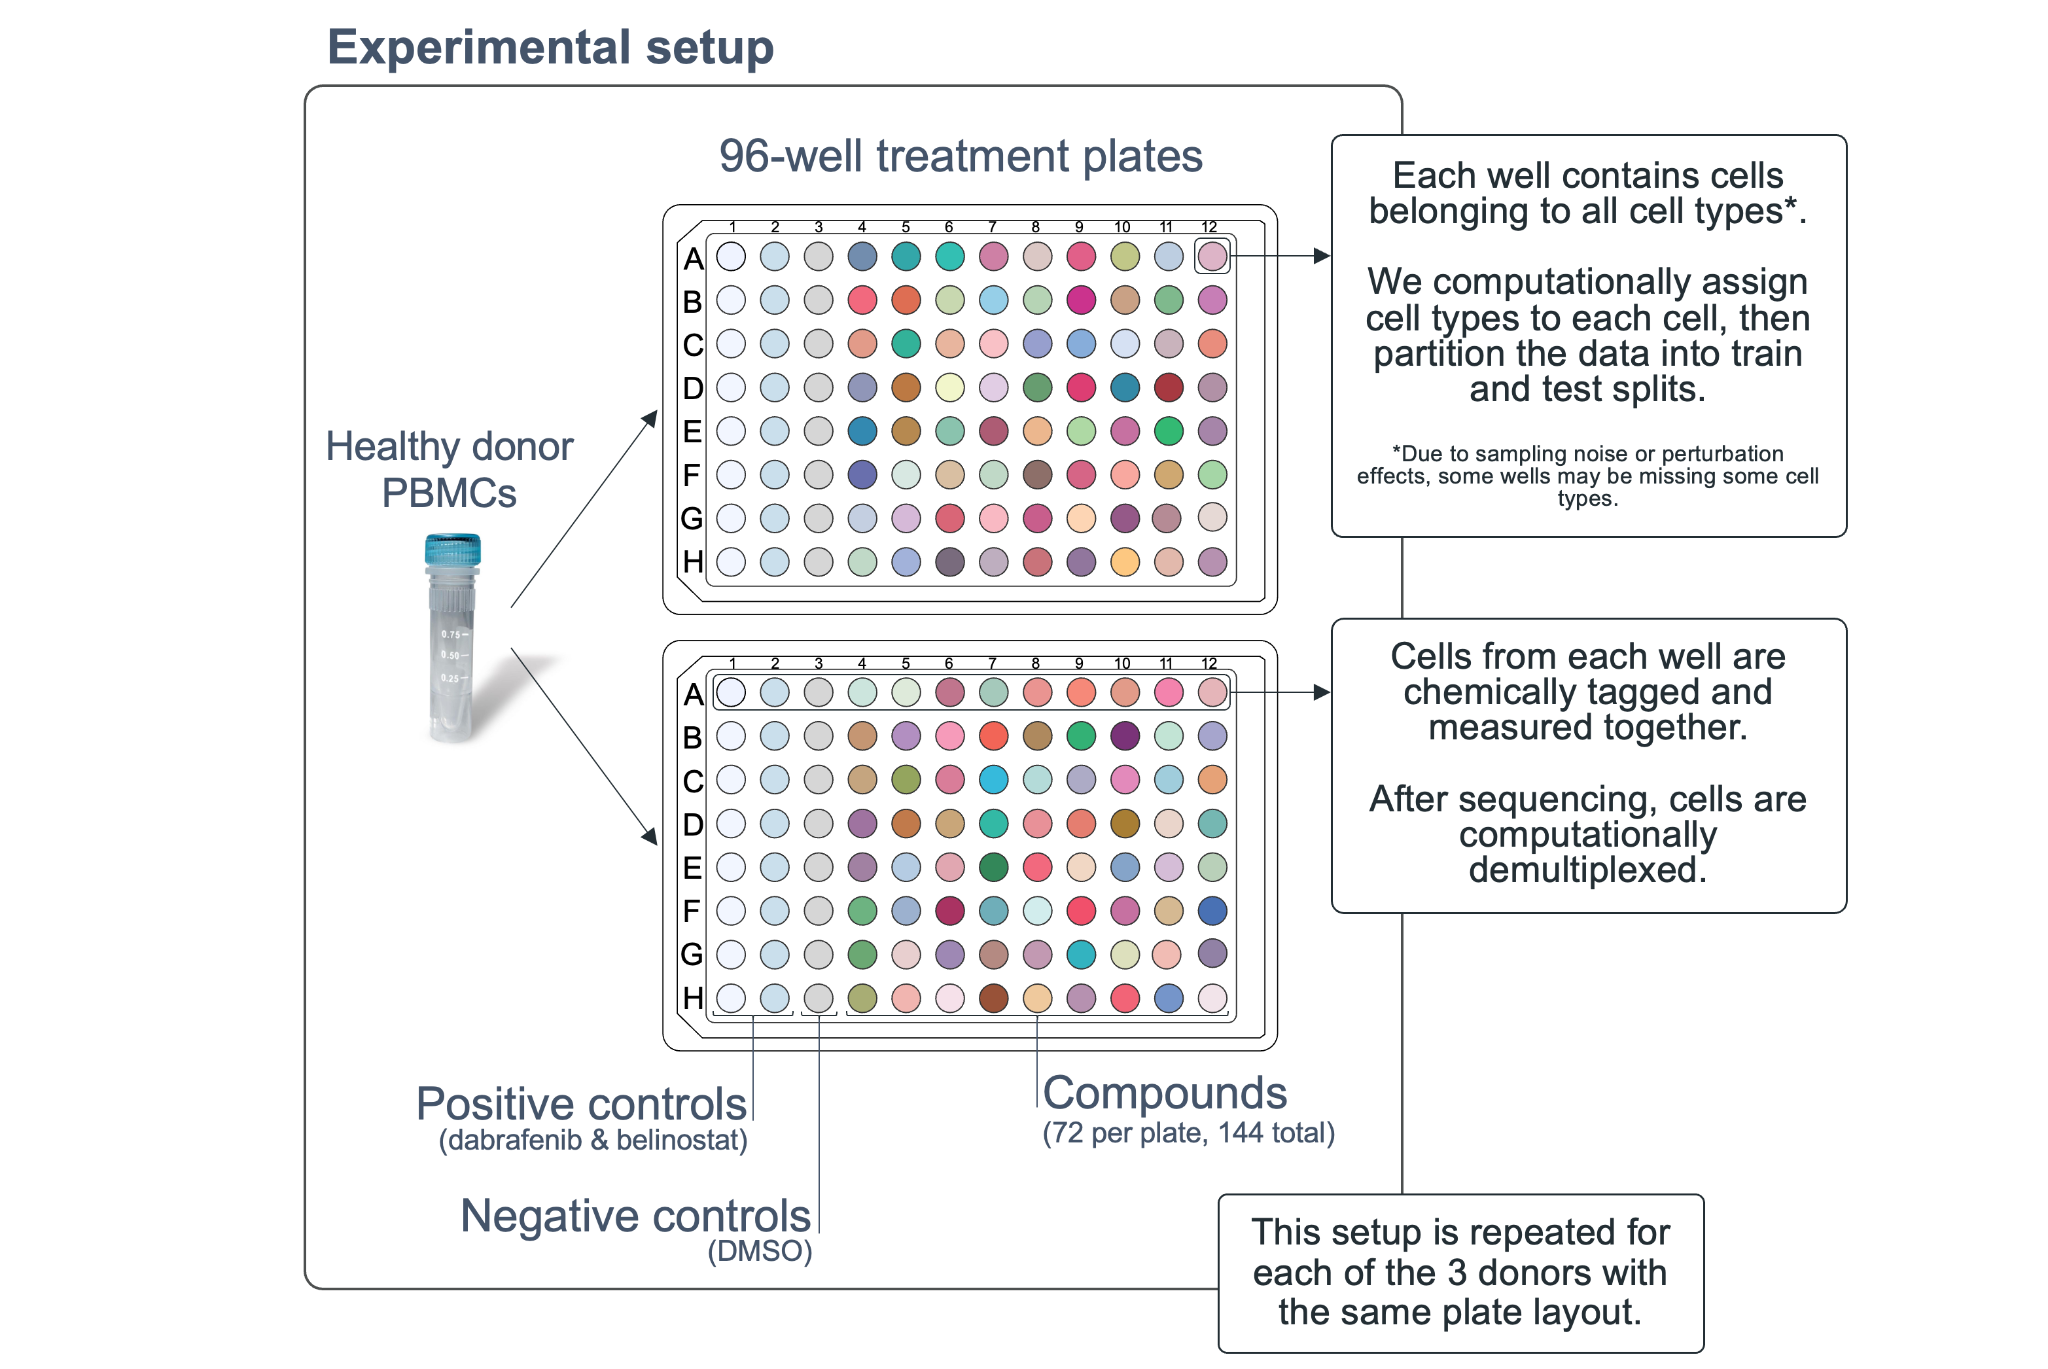 Experimental setup
96-well treatment plates
1 2 3 4 5 6 7 8 9 10 11 12
A
B
C
D
E
F
G
H
Healthy donor
PBMCs
0.75
0.50
0.25
1 2 3 4 5 6 7 8 9 10 11 12
A
B
C
D
E
F
G
H
Positive controls
(dabrafenib & belinostat)
Negative controls
(DMSO)
Compounds
(72 per plate, 144 total)
Each well contains cells
belonging to all cell types*.
We computationally assign
cell types to each cell, then
partition the data into train
and test splits.
*Due to sampling noise or perturbation
effects, some wells may be missing some cell
types.
Cells from each well are
chemically tagged and
measured together.
After sequencing, cells are
computationally
demultiplexed.
This setup is repeated for
each of the 3 donors with
the same plate layout.